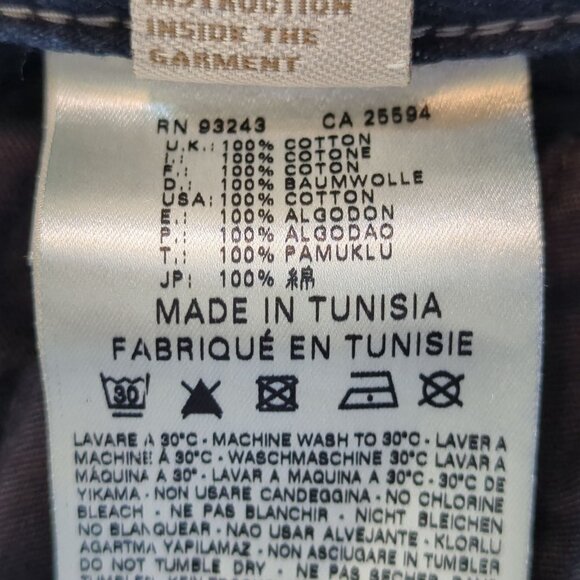 INSTRUCTION
INSIDE THE
GARMENT
RN 93243 CA 25594
U.K.: 100% COTTON
I.: 100% COTONE
F.: 100% COTON
D.: 100% BAUMWOLLE
USA: 100% COTTON
E.: 100% ALGODON
P.: 100% ALGODAO
T.: 100% PAMUKLU
JP: 100% 綿
MADE IN TUNISIA
FABRIQUÉ EN TUNISIE
30
LAVARE A 30°C - MACHINE WASH TO 30°C - LAVER A
MACHINE A 30°C - WASCHMASCHINE 30°C LAVAR A
MÁQUINA A 30° - LAVAR A MAQUINA A 30°C - 30°C DE
YIKAMA - NON USARE CANDEGGINA - NO CHLORINE
BLEACH - NE PAS BLANCHIR - NICHT BLEICHEN
NO BLANQUEAR - NAO USAR ALVEJANTE - KLORLU
AGARTMA YAPILAMAZ - NON ASCIUGARE IN TUMBLER
DO NOT TUMBLE DRY - NE PAS SÉCHER